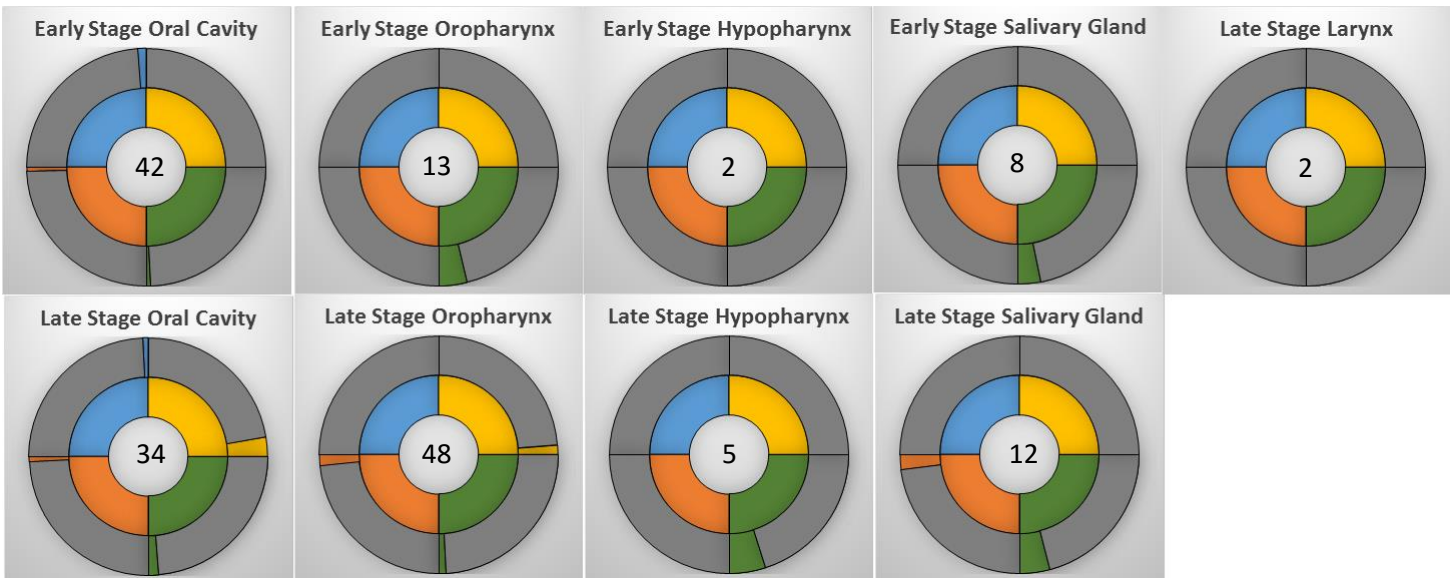 Early Stage Oral Cavity
42
Early Stage Oropharynx
13
Early Stage Hypopharynx
2
Early Stage Salivary Gland
8
Late Stage Larynx
2
Late Stage Oral Cavity
34
Late Stage Oropharynx
48
Late Stage Hypopharynx
5
Late Stage Salivary Gland
12